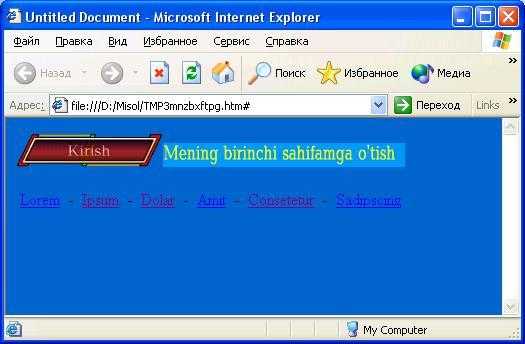 Untitled Document - Microsoft Internet Explorer
Файл Правка Вид Избранное Сервис Справка »
Назад Поиск Избранное Медиа »
Адрес: file:///D:/Misol/TMP3mnzbxftpg.htm# Переход Links »
Kirish Mening birinchi sahifamga o'tish
Lorem - Ipsum - Dolar - Amit - Consetetur - Sadipscing
My Computer